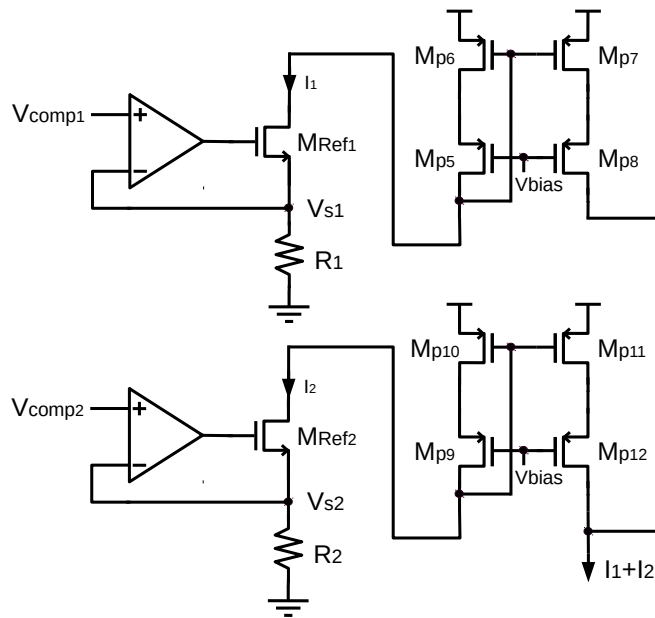 Mp6
Mp7
I1
Vcomp1
+
MRef1
−
Mp5
Mp8
Vbias
Vs1
R1
Mp10
Mp11
I2
Vcomp2
+
MRef2
−
Mp9
Mp12
Vbias
Vs2
R2
I1+I2